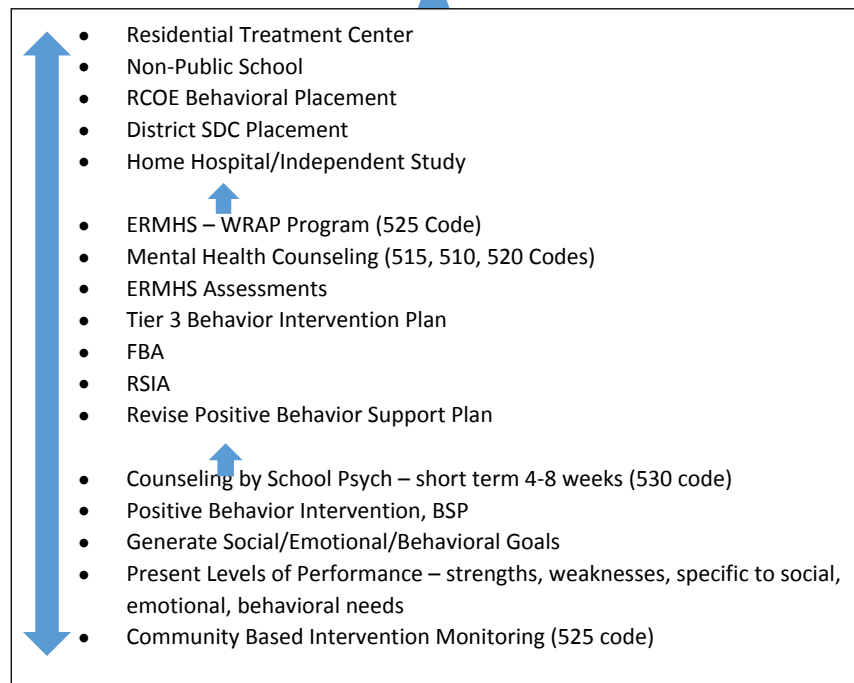 • Residential Treatment Center
• Non-Public School
• RCOE Behavioral Placement
• District SDC Placement
• Home Hospital/Independent Study
• ERMHS – WRAP Program (525 Code)
• Mental Health Counseling (515, 510, 520 Codes)
• ERMHS Assessments
• Tier 3 Behavior Intervention Plan
• FBA
• RSIA
• Revise Positive Behavior Support Plan
• Counseling by School Psych – short term 4-8 weeks (530 code)
• Positive Behavior Intervention, BSP
• Generate Social/Emotional/Behavioral Goals
• Present Levels of Performance – strengths, weaknesses, specific to social,
emotional, behavioral needs
• Community Based Intervention Monitoring (525 code)